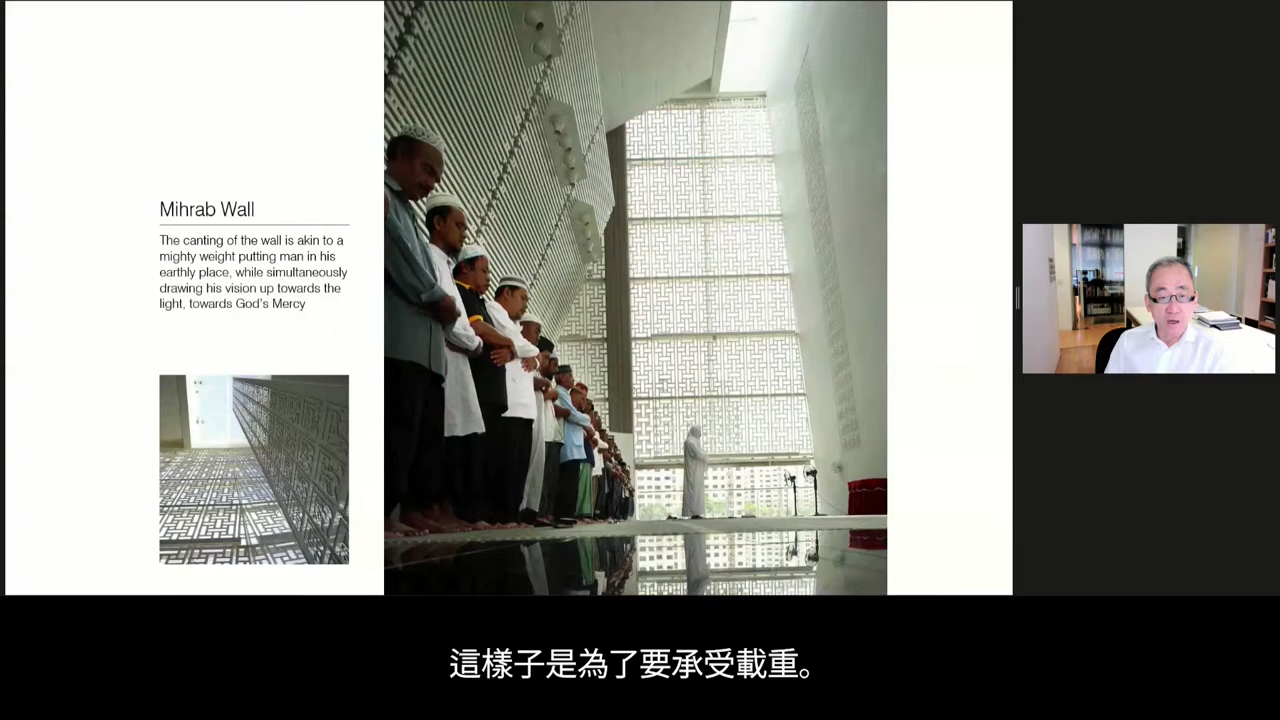 Mihrab Wall
The canting of the wall is akin to a
mighty weight putting man in his
earthly place, while simultaneously
drawing his vision up towards the
light, towards God's Mercy
這樣子是為了要承受載重。